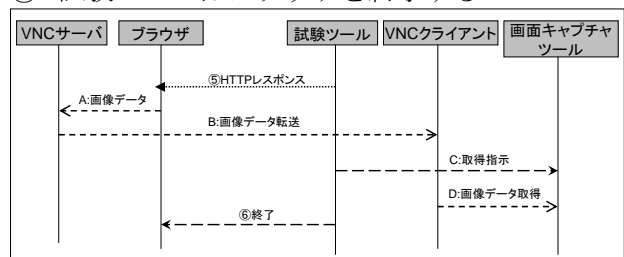 VNCサーバ
ブラウザ
試験ツール
VNCクライアント
画面キャプチャ
ツール
⑤HTTPレスポンス
A:画像データ
B:画像データ転送
C:取得指示
D:画像データ取得
⑥終了